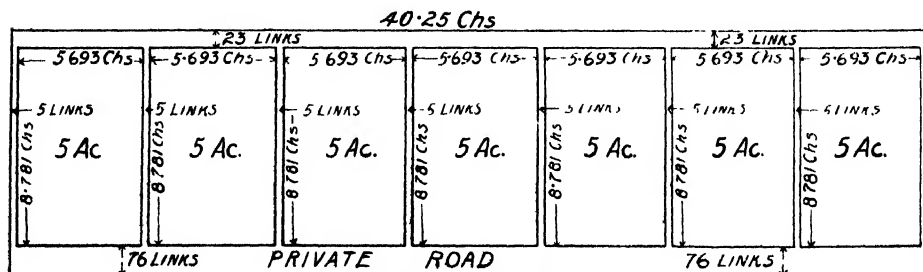 40·25 Chs
23 LINKS 23 LINKS
5 693 Chs 5·693 Chs 5 693 Chs 5·693 Chs 5 693 Chs 5 693 Chs 5·693 Chs
5 LINKS 5 LINKS 5 LINKS 5 LINKS 5 LINKS 5 LINKS 5 LINKS
8·781 Chs 8 781 Chs 8 781 Chs 8 781 Chs 8·781 Chs 8 781 Chs 8 781 Chs
5 Ac 5 Ac. 5 Ac. 5 Ac. 5 Ac. 5 Ac. 5 Ac.
76 LINKS PRIVATE ROAD 76 LINKS